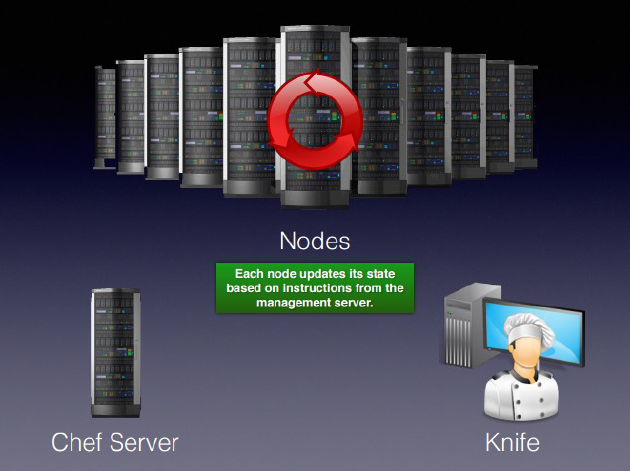 Nodes
Each node updates its state
based on instructions from the
management server.
Chef Server
Knife